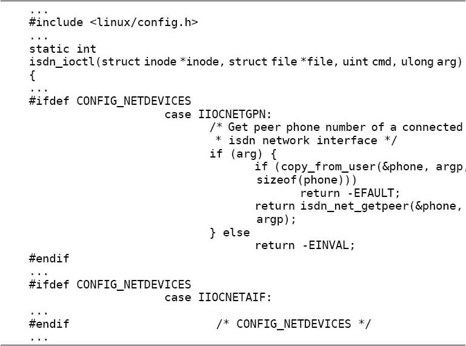 ...
#include <linux/config.h>
...
static int
isdn_ioctl(struct inode *inode, struct file *file, uint cmd, ulong arg)
{
...
#ifdef CONFIG_NETDEVICES
case IIOCNETGPN:
/* Get peer phone number of a connected
* isdn network interface */
if (arg) {
if (copy_from_user(&phone, argp,
sizeof(phone)))
return -EFAULT;
return isdn_net_getpeer(&phone,
argp);
} else
return -EINVAL;
#endif
...
#ifdef CONFIG_NETDEVICES
case IIOCNETAIF:
...
#endif /* CONFIG_NETDEVICES */
...